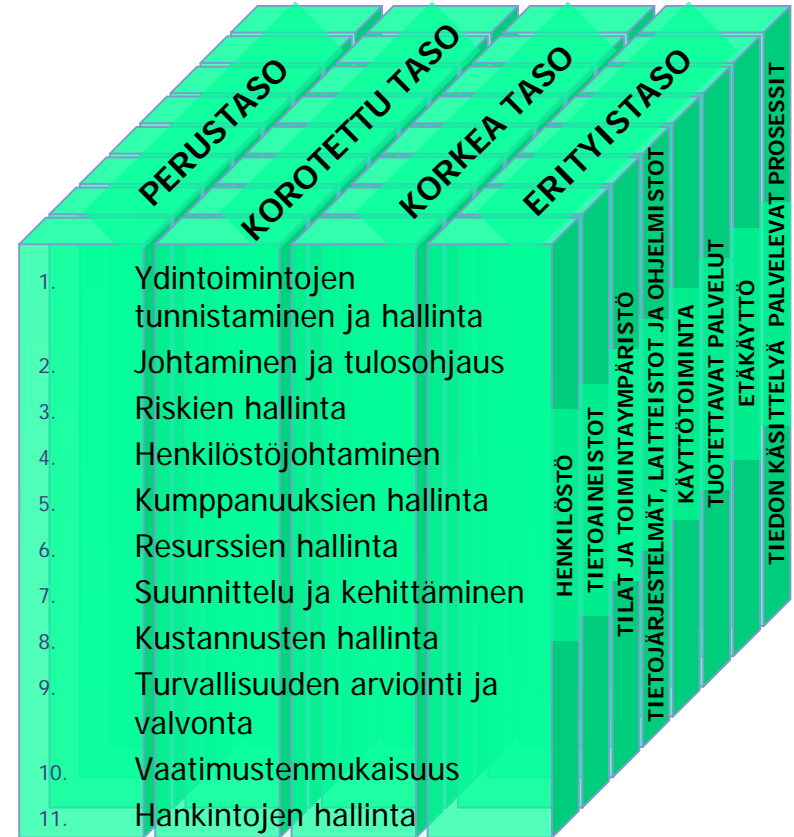 PERUSTASO
KOROTETTU TASO
KORKEA TASO
ERITYISTASO
1. Ydintoimintojen
tunnistaminen ja hallinta
2. Johtaminen ja tulosohjaus
3. Riskien hallinta
4. Henkilöstöjohtaminen
5. Kumppanuuksien hallinta
6. Resurssien hallinta
7. Suunnittelu ja kehittäminen
8. Kustannusten hallinta
9. Turvallisuuden arviointi ja
valvonta
10. Vaatimustenmukaisuus
11. Hankintojen hallinta
HENKILÖSTÖ
TIETOAINEISTOT
TILAT JA TOIMINTAYMPÄRISTÖ
TIETOJÄRJESTELMÄT, LAITTEISTOT JA OHJELMISTOT
KÄYTTÖTOIMINTA
TUOTETTAVAT PALVELUT
ETÄKÄYTTÖ
TIEDON KÄSITTELYÄ PALVELEVAT PROSESSIT